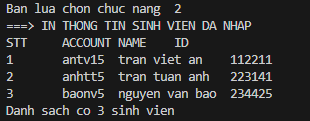 Ban lua chon chuc nang  2
===> IN THONG TIN SINH VIEN DA NHAP
STT     ACCOUNT NAME    ID
1       antv15  tran viet an    112211
2       anhtt5  tran tuan anh   223141
3       baonv5  nguyen van bao  234425
Danh sach co 3 sinh vien